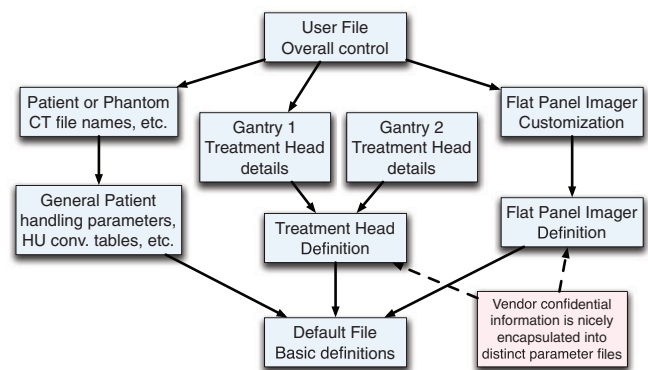 User File
Overall control
Patient or Phantom
CT file names, etc.
Gantry 1
Treatment Head
details
Gantry 2
Treatment Head
details
Flat Panel Imager
Customization
General Patient
handling parameters,
HU conv. tables, etc.
Treatment Head
Definition
Flat Panel Imager
Definition
Default File
Basic definitions
Vendor confidential
information is nicely
encapsulated into
distinct parameter files